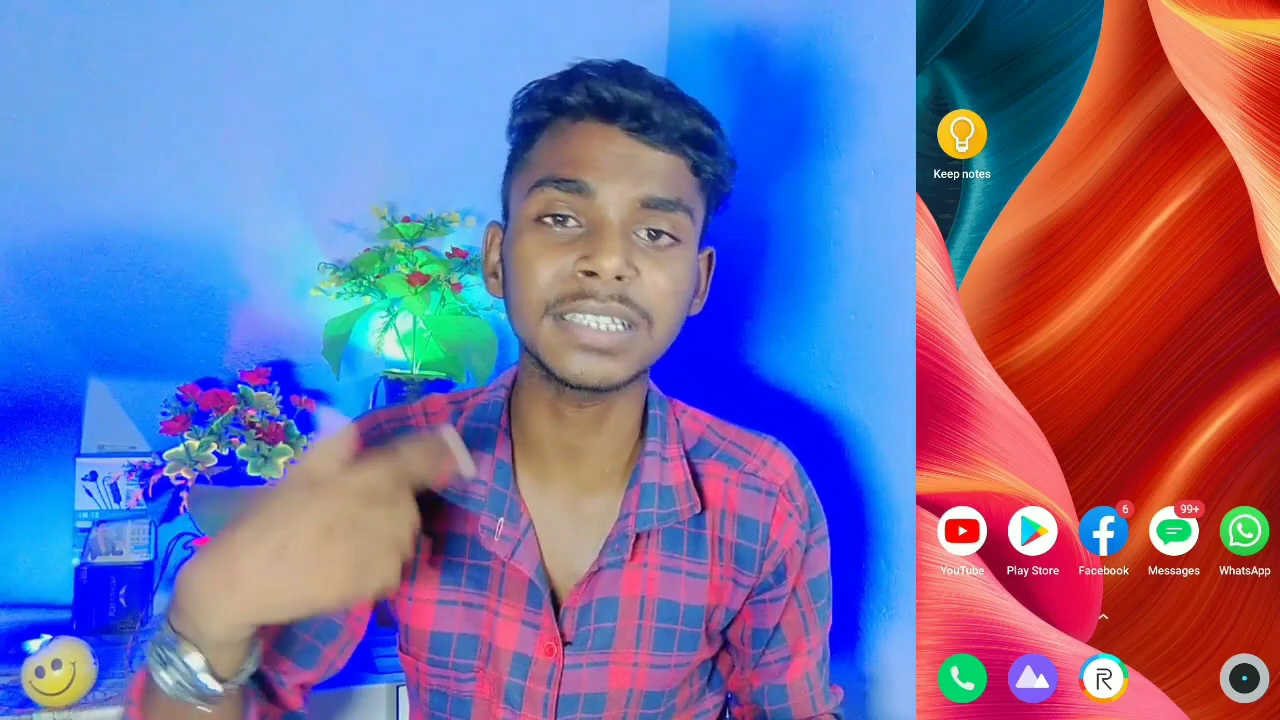 Keep notes
6
99+
YouTube
Play Store
Facebook
Messages
WhatsApp
R